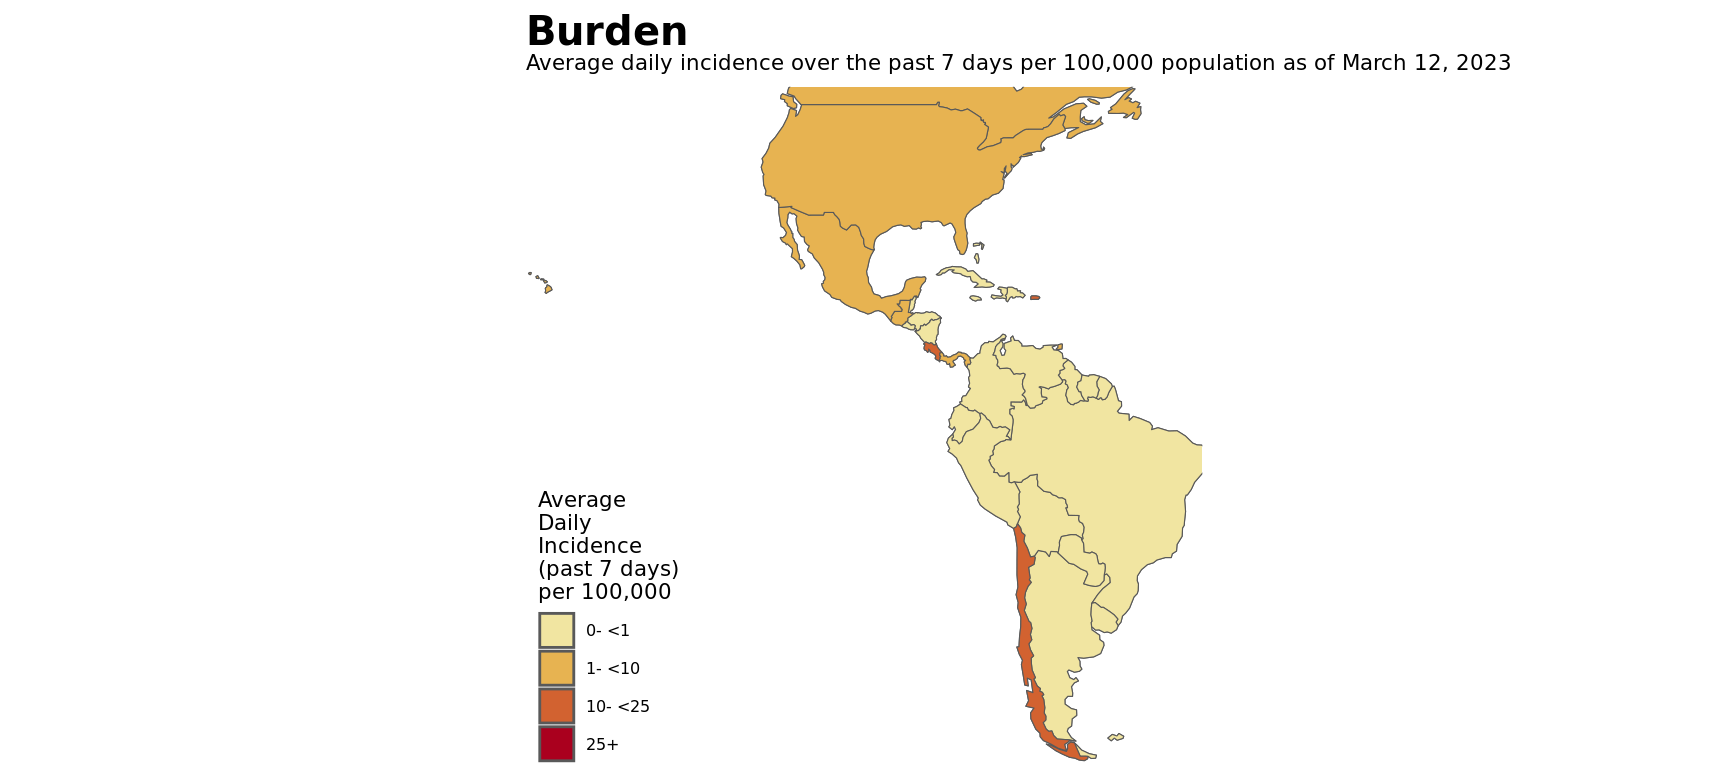 Burden
Average daily incidence over the past 7 days per 100,000 population as of March 12, 2023
Average
Daily
Incidence
(past 7 days)
per 100,000
0- <1
1- <10
10- <25
25+